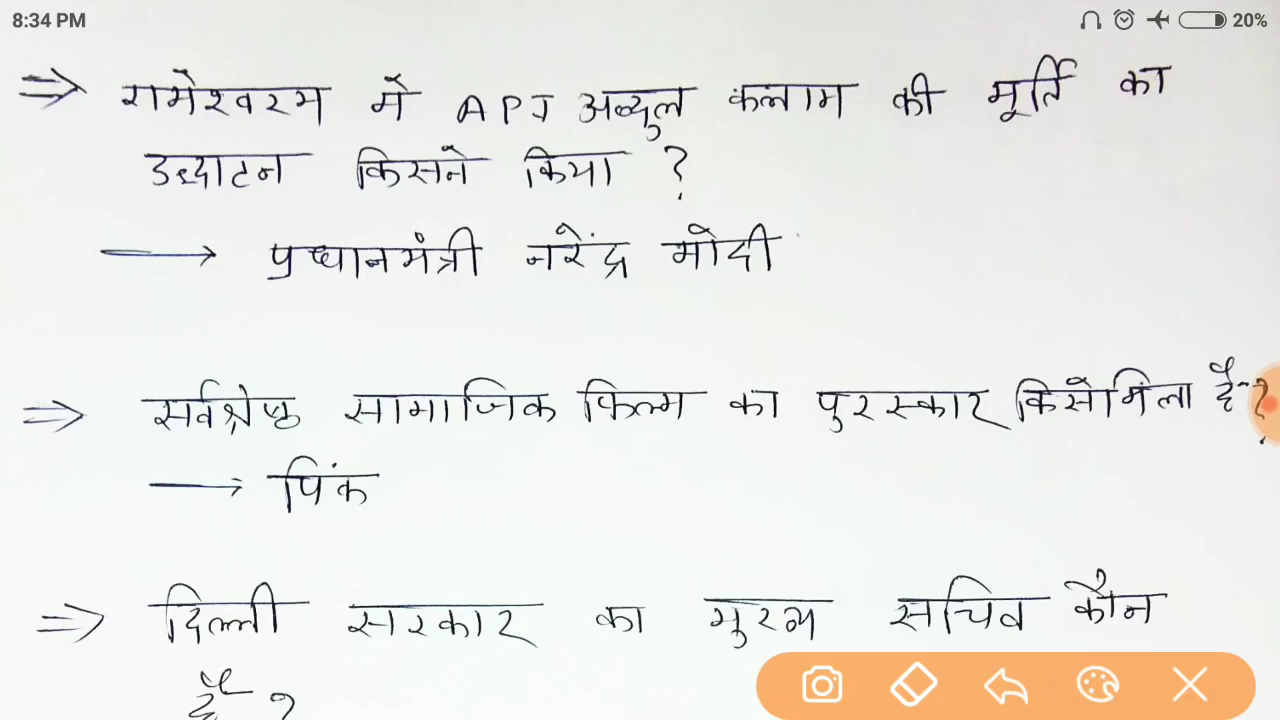 8:34 PM 20%
⇒ रामेश्वरम में APJ अब्दुल कलाम की मूर्ति का
उद्घाटन किसने किया ?
→ प्रधानमंत्री नरेंद्र मोदी
⇒ सर्वश्रेष्ठ सामाजिक फिल्म का पुरस्कार किसे मिला है ?
→ पिंक
⇒ दिल्ली सरकार का मुख्य सचिव कौन
है ?